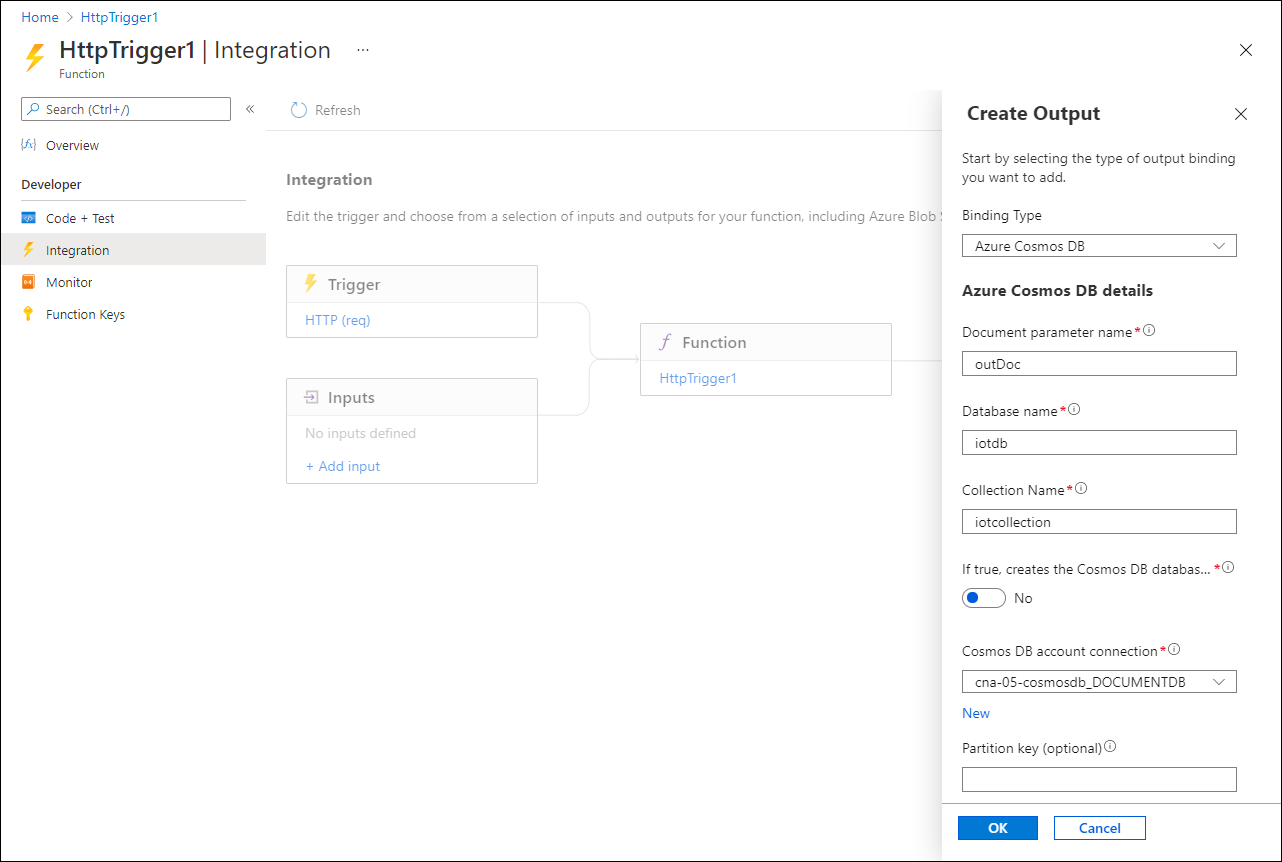 Home > HttpTrigger1
HttpTrigger1 | Integration ...
Function
Search (Ctrl+/)
«
Overview
Developer
Code + Test
Integration
Monitor
Function Keys
Refresh
Integration
Edit the trigger and choose from a selection of inputs and outputs for your function, including Azure Blob S
Trigger
HTTP (req)
Inputs
No inputs defined
+ Add input
Function
HttpTrigger1
Create Output
Start by selecting the type of output binding
you want to add.
Binding Type
Azure Cosmos DB
Azure Cosmos DB details
Document parameter name*
outDoc
Database name*
iotdb
Collection Name*
iotcollection
If true, creates the Cosmos DB databas... *
No
Cosmos DB account connection*
cna-05-cosmosdb_DOCUMENTDB
New
Partition key (optional)
OK
Cancel